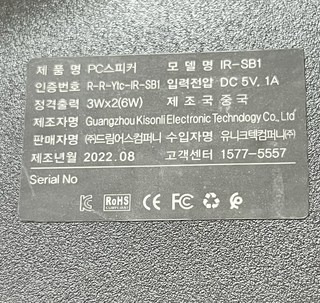 제 품 명 PC스피커 모 델 명 IR-SB1
인증번호 R-R-Ytc-IR-SB1 입력전압 DC 5V, 1A
정격출력 3Wx2(6W) 제 조 국 중 국
제조자명 Guangzhou Kisonli Electronic Technology Co., Ltd
판매자명 ㈜드림어스컴퍼니 수입자명 유니크텍컴퍼니㈜
제조년월 2022.08 고객센터 1577-5557
Serial No
RoHS COMPLIANT CE FC